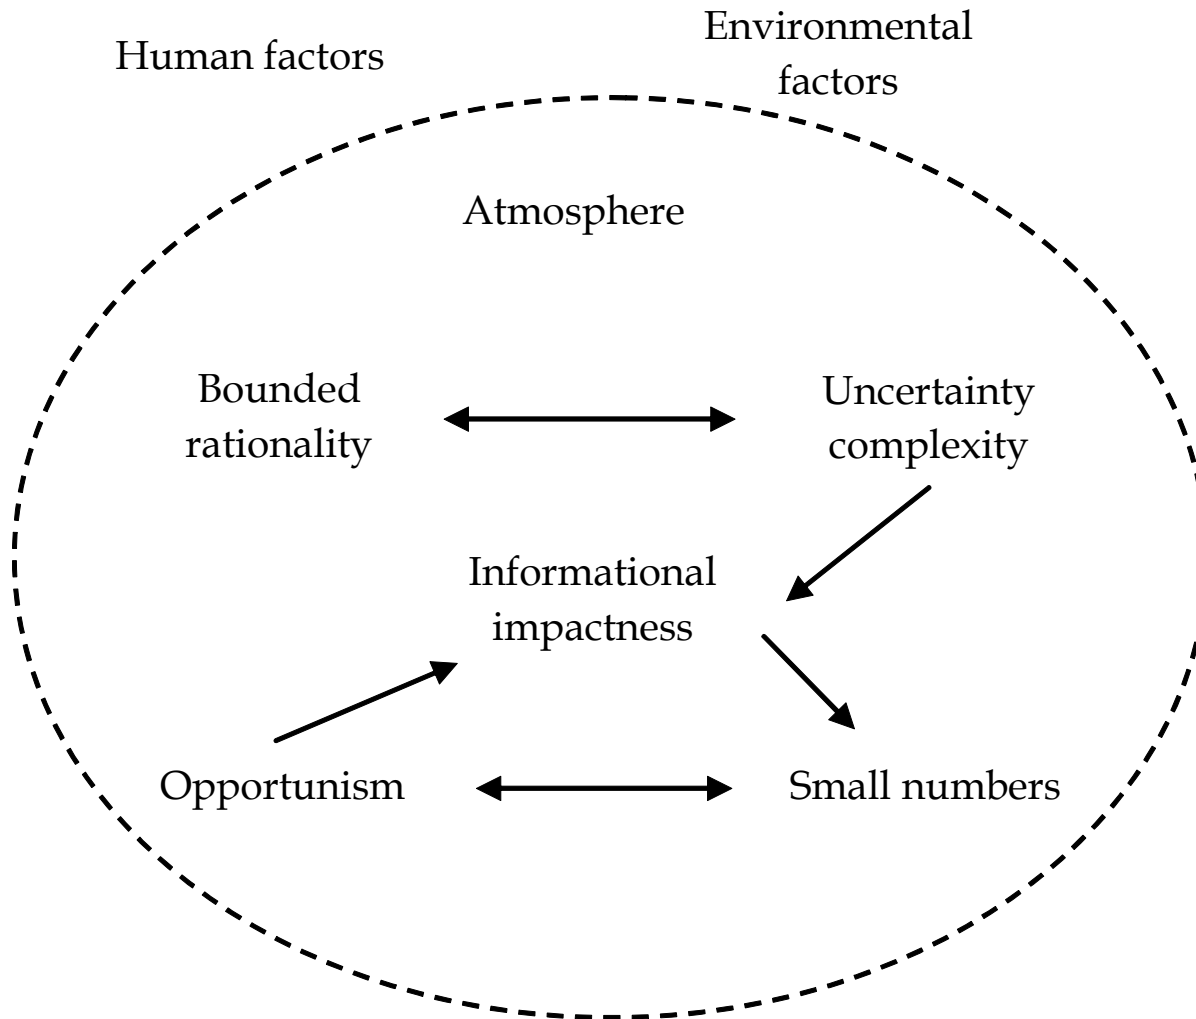 Human factors
Environmental
factors
Atmosphere
Bounded
rationality
Uncertainty
complexity
Informational
impactness
Opportunism
Small numbers